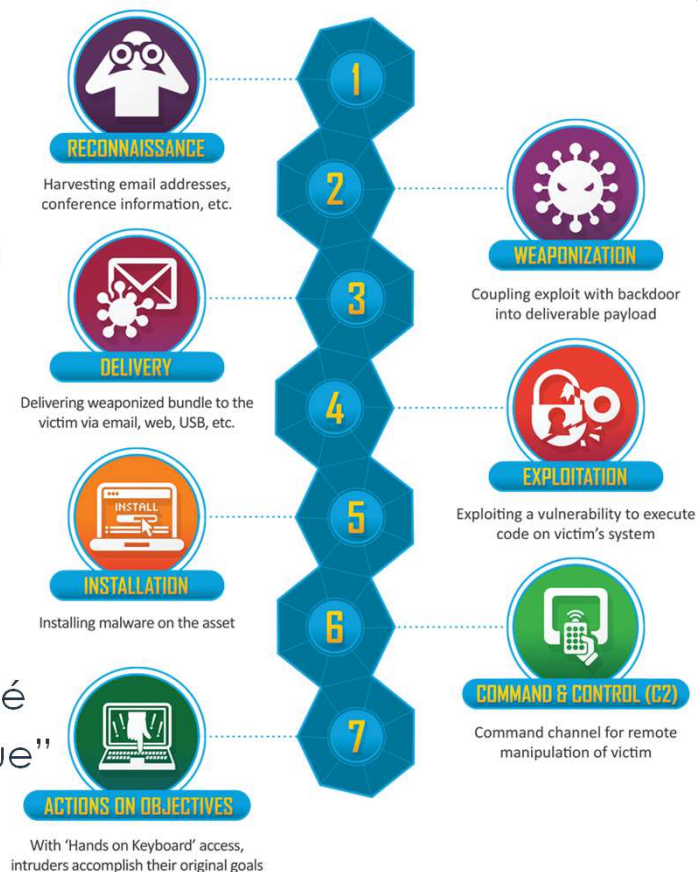 1
RECONNAISSANCE
Harvesting email addresses,
conference information, etc.
2
WEAPONIZATION
Coupling exploit with backdoor
into deliverable payload
3
DELIVERY
Delivering weaponized bundle to the
victim via email, web, USB, etc.
4
EXPLOITATION
Exploiting a vulnerability to execute
code on victim's system
5
INSTALL
INSTALLATION
Installing malware on the asset
6
COMMAND & CONTROL (C2)
Command channel for remote
manipulation of victim
é
ue"
7
ACTIONS ON OBJECTIVES
With 'Hands on Keyboard' access,
intruders accomplish their original goals